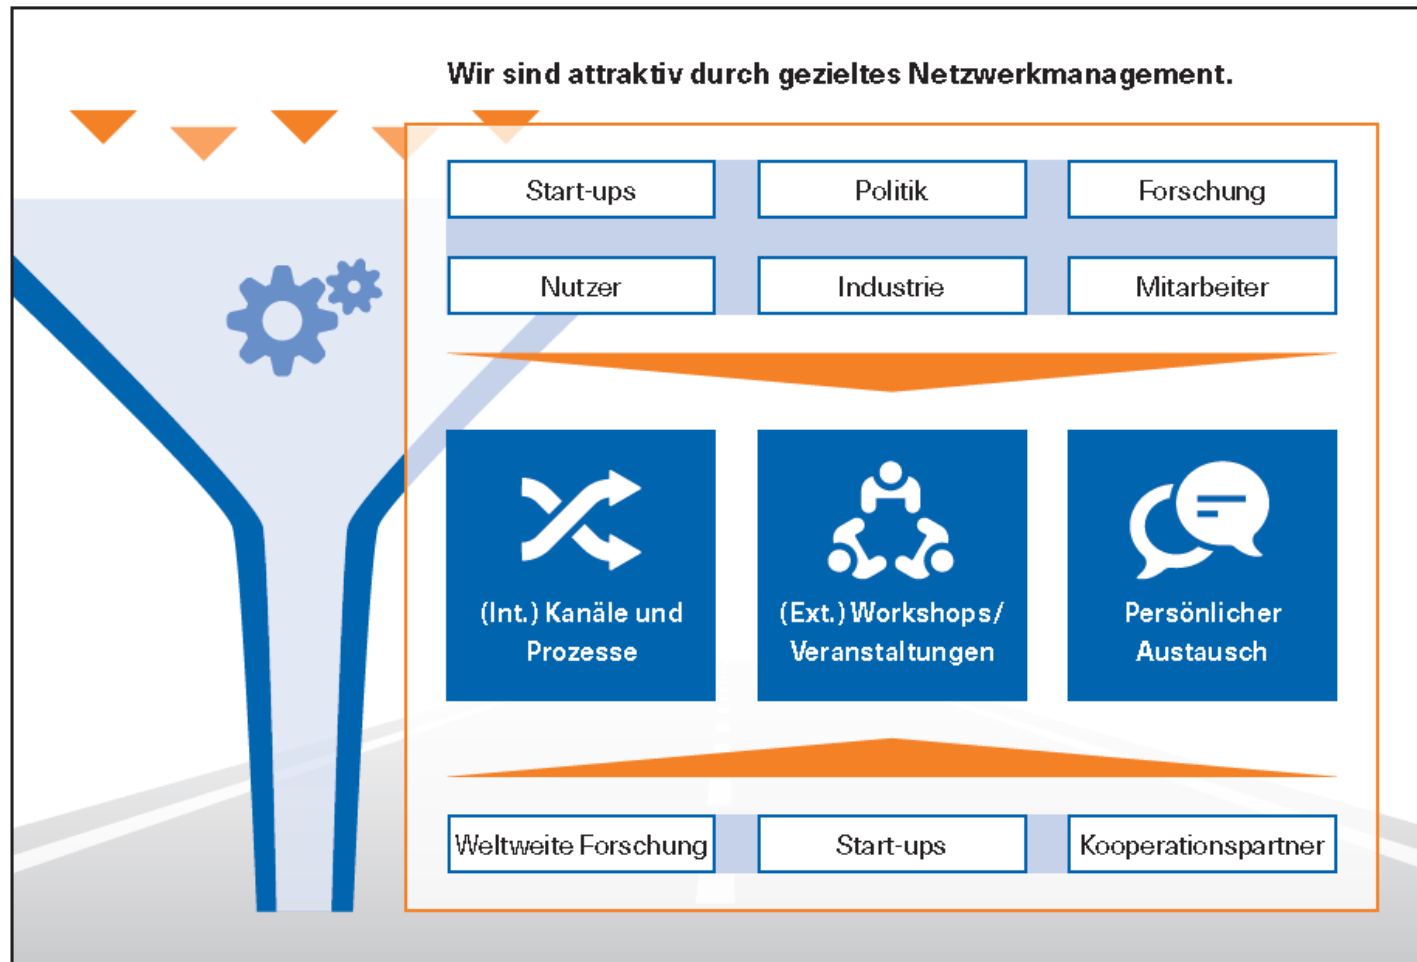 Wir sind attraktiv durch gezieltes Netzwerkmanagement.
Start-ups
Politik
Forschung
Nutzer
Industrie
Mitarbeiter
(Int.) Kanäle und
Prozesse
(Ext.) Workshops/
Veranstaltungen
Persönlicher
Austausch
Weltweite Forschung
Start-ups
Kooperationspartner